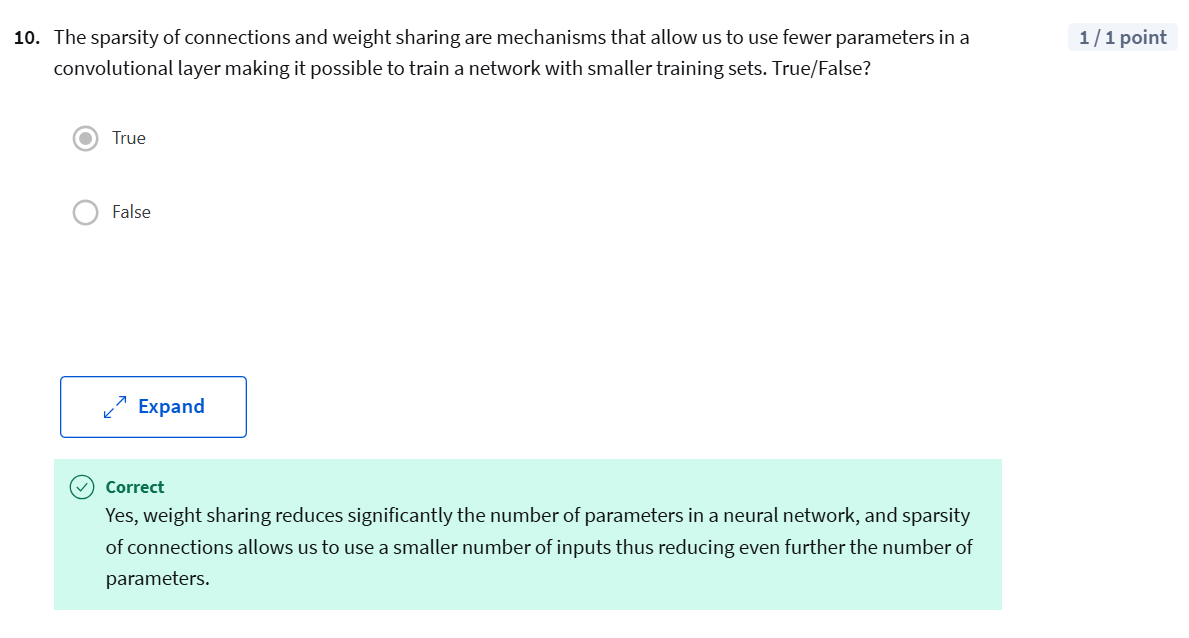 10. The sparsity of connections and weight sharing are mechanisms that allow us to use fewer parameters in a 1 / 1 point
convolutional layer making it possible to train a network with smaller training sets. True/False?
True
False
Expand
Correct
Yes, weight sharing reduces significantly the number of parameters in a neural network, and sparsity
of connections allows us to use a smaller number of inputs thus reducing even further the number of
parameters.